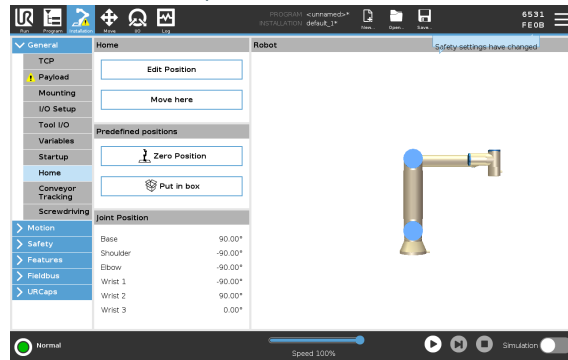 UR
PROGRAM <unnamed>*
INSTALLATION default_1*
Run Program Installation Move I/O Log
New... Open... Save...
6531
FE0B
General
Home
Robot
Safety settings have changed
TCP
Payload
Mounting
I/O Setup
Tool I/O
Variables
Startup
Home
Conveyor
Tracking
Screwdriving
Motion
Safety
Features
Fieldbus
URCaps
Edit Position
Move here
Predefined positions
Zero Position
Put in box
Joint Position
Base 90.00°
Shoulder -90.00°
Elbow -90.00°
Wrist 1 -90.00°
Wrist 2 90.00°
Wrist 3 0.00°
Normal
Speed 100%
Simulation